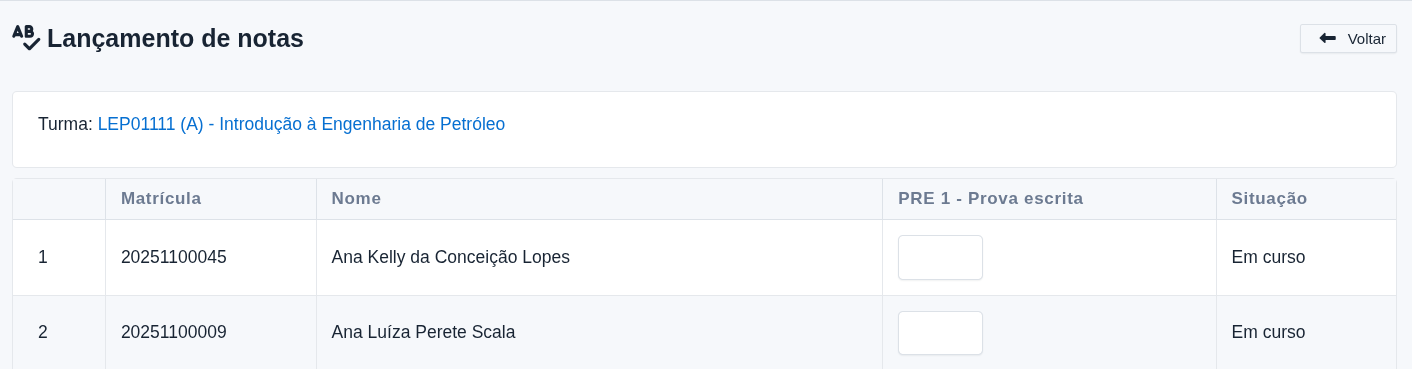 Lançamento de notas
Voltar
Turma: LEP01111 (A) - Introdução à Engenharia de Petróleo
Matrícula Nome PRE 1 - Prova escrita Situação
1 20251100045 Ana Kelly da Conceição Lopes Em curso
2 20251100009 Ana Luíza Perete Scala Em curso